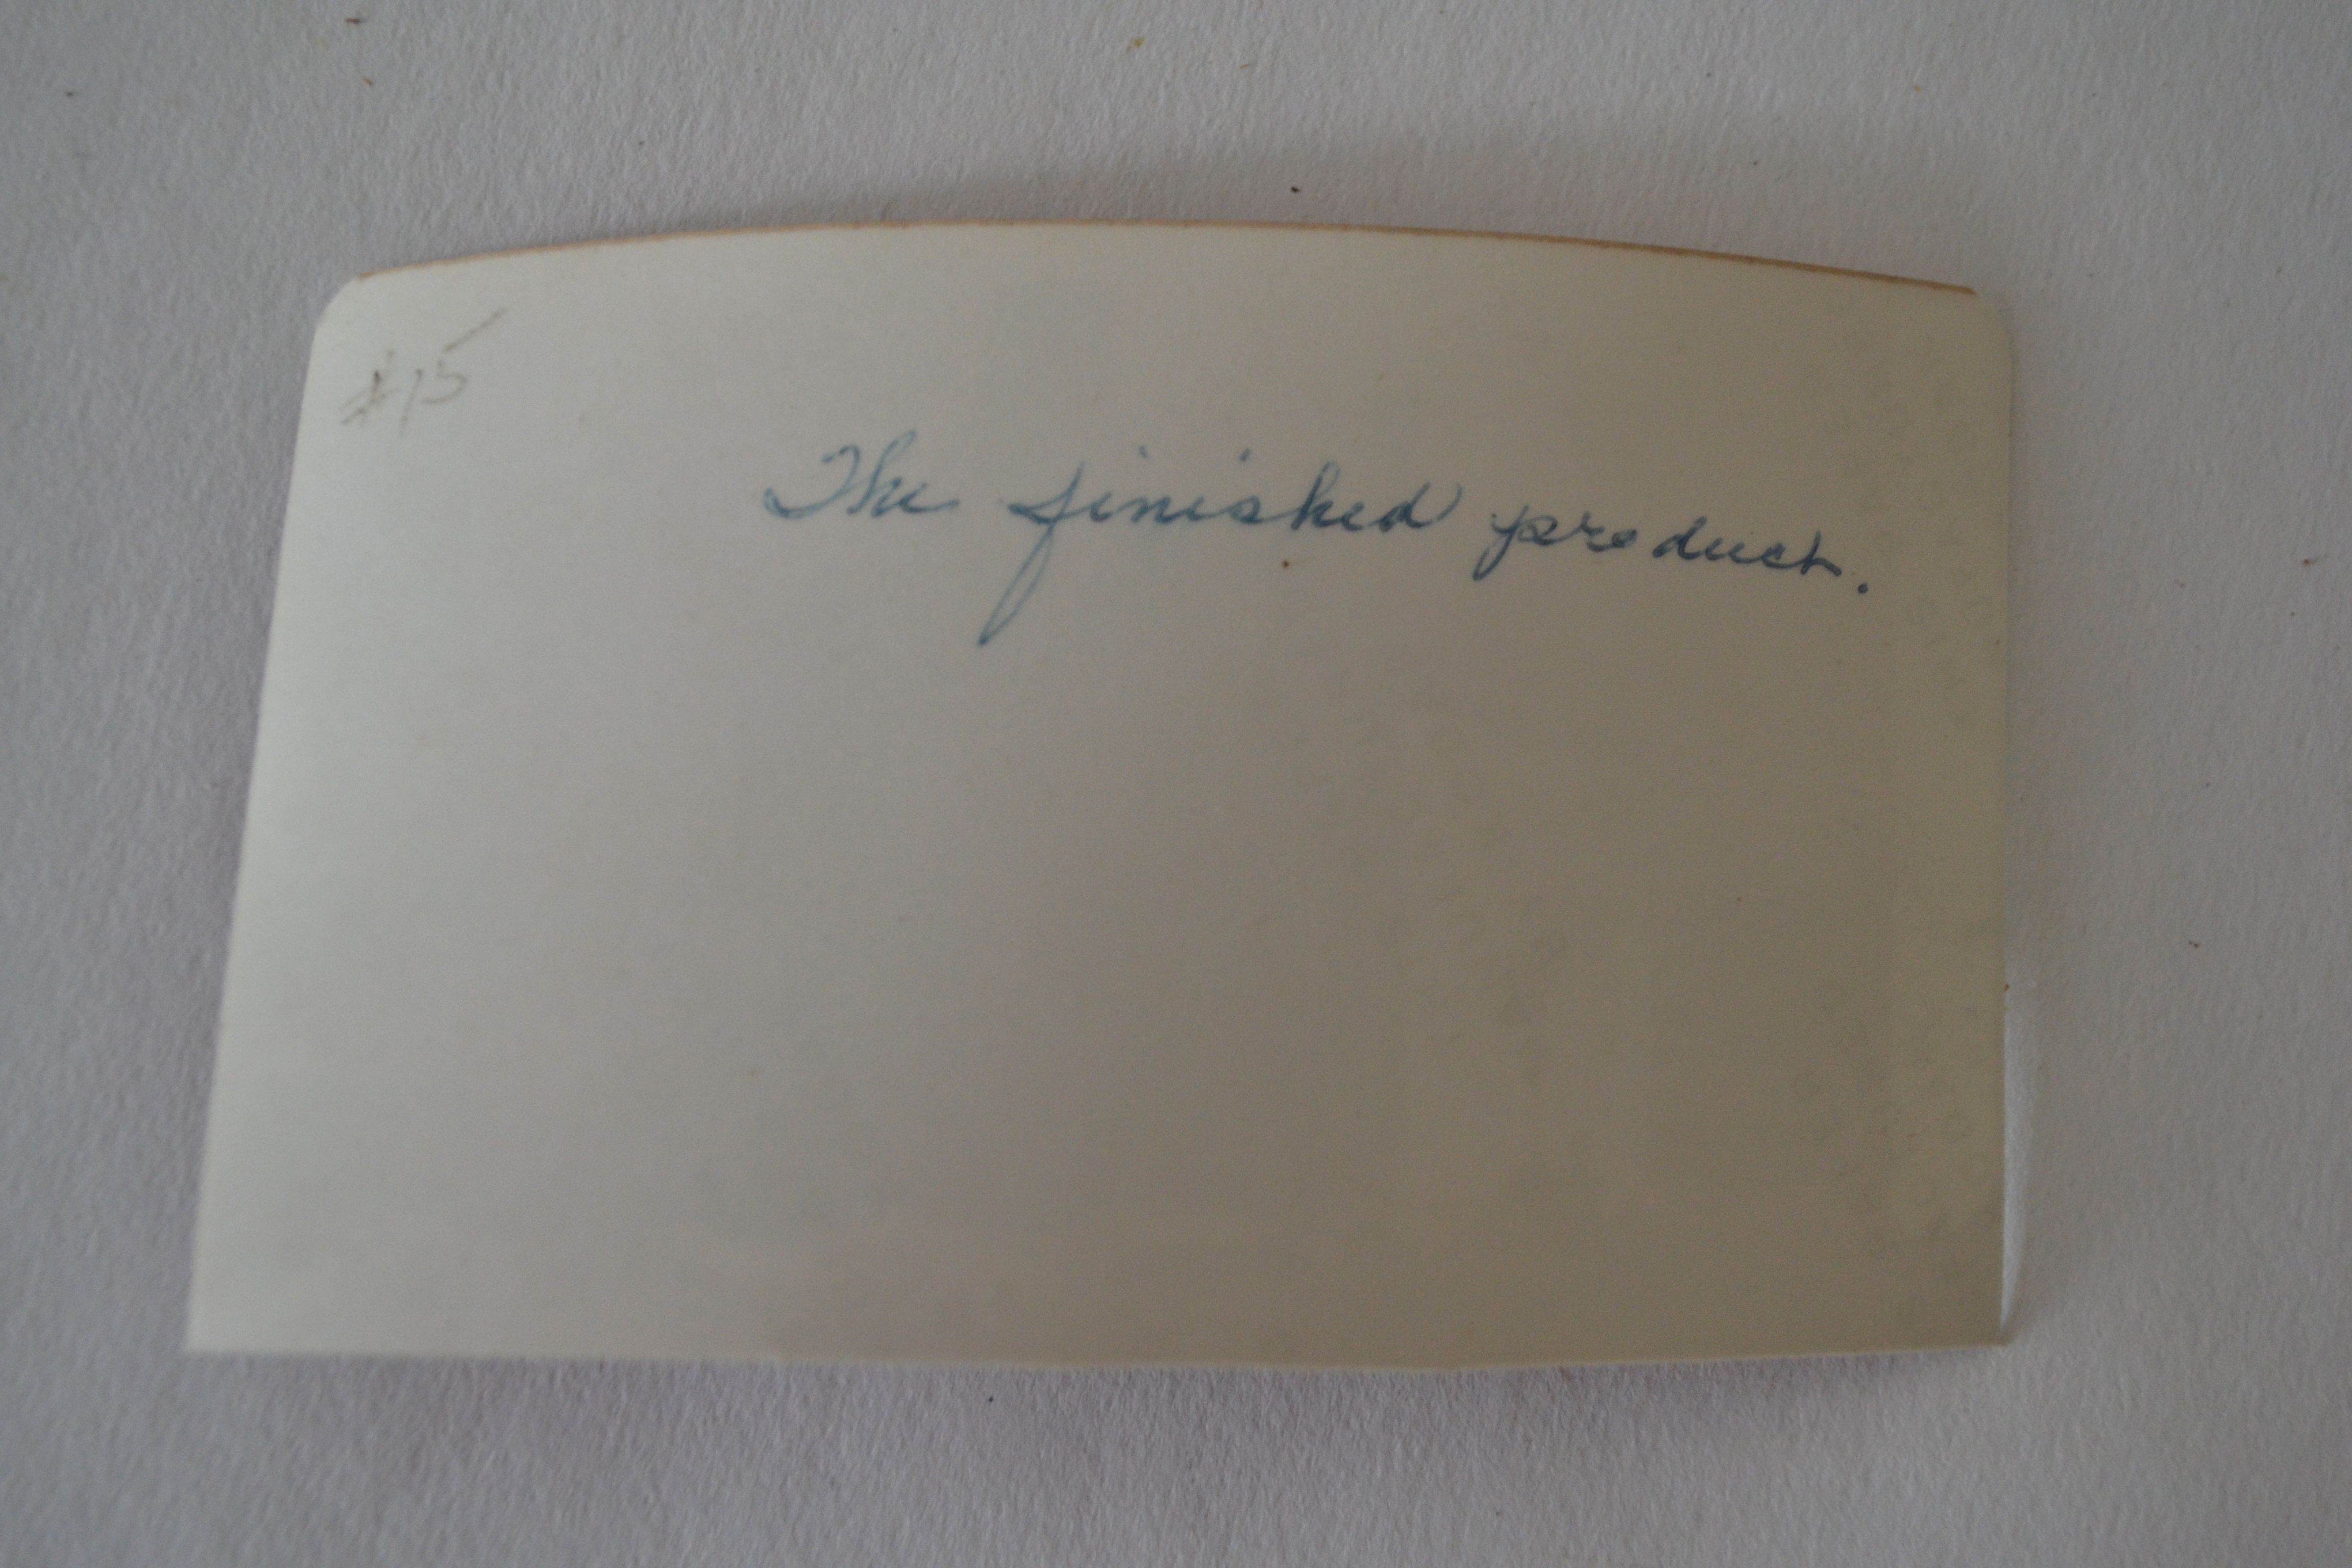 #15
The finished product.